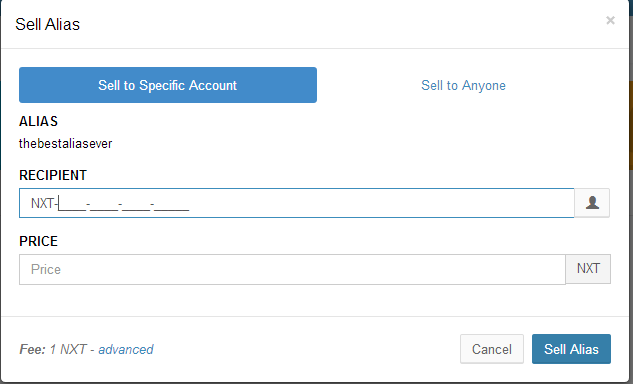 Sell Alias ×
Sell to Specific Account Sell to Anyone
ALIAS
thebestaliasever
RECIPIENT
NXT-____-____-____-_____
PRICE
Price NXT
Fee: 1 NXT - advanced Cancel Sell Alias